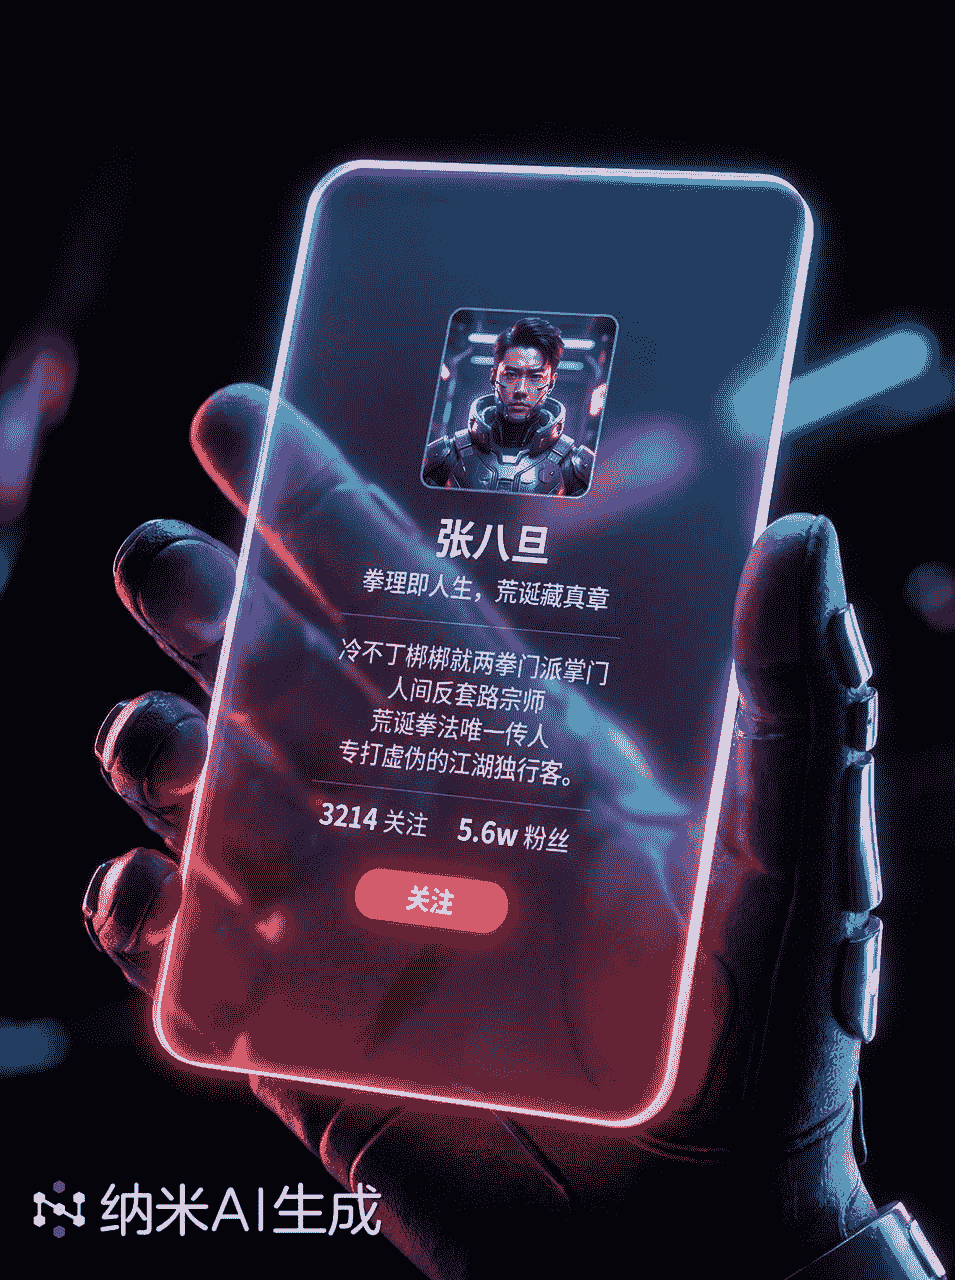 张八旦
拳理即人生，荒诞藏真章
冷不丁梆梆就两拳门派掌门
人间反套路宗师
荒诞拳法唯一传人
专打虚伪的江湖独行客。
3214 关注 5.6w 粉丝
关注
纳米AI生成